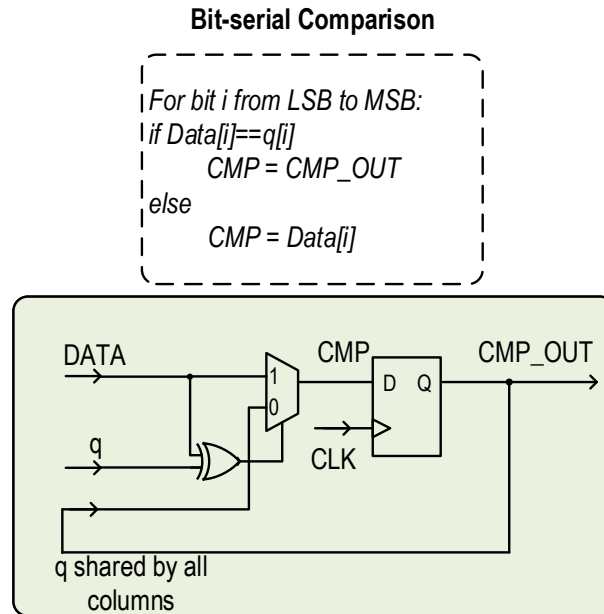 Bit-serial Comparison
For bit i from LSB to MSB:
if Data[i]==q[i]
CMP = CMP_OUT
else
CMP = Data[i]
DATA
CMP
CMP_OUT
1
D Q
0
q
CLK
q shared by all
columns